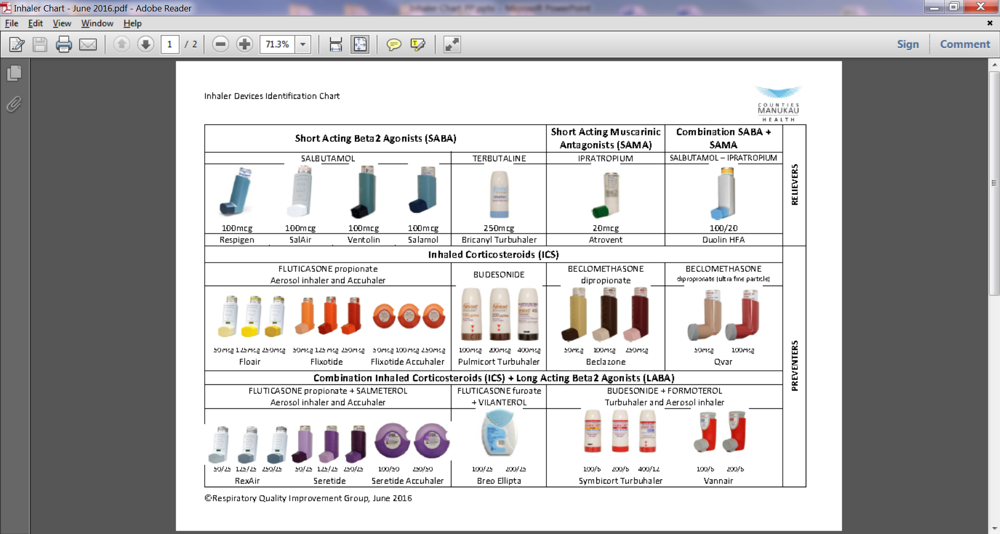 Inhaler Chart - June 2016.pdf - Adobe Reader
File Edit View Window Help
1 / 2 71.3% Sign Comment
Inhaler Devices Identification Chart
COUNTIES
MANUKAU
HEALTH
Short Acting Beta2 Agonists (SABA)
Short Acting Muscarinic
Antagonists (SAMA)
Combination SABA +
SAMA
RELIEVERS
SALBUTAMOL TERBUTALINE IPRATROPIUM SALBUTAMOL – IPRATROPIUM
100mcg 100mcg 100mcg 100mcg 250mcg 20mcg 100/20
Respigen SalAir Ventolin Salamol Bricanyl Turbuhaler Atrovent Duolin HFA
PREVENTERS
Inhaled Corticosteroids (ICS)
FLUTICASONE propionate
Aerosol inhaler and Accuhaler
BUDESONIDE
BECLOMETHASONE
dipropionate
BECLOMETHASONE
dipropionate (ultra fine particle)
50mcg 125mcg 250mcg 50mcg 125mcg 250mcg 50mcg 100mcg 250mcg 100mcg 200mcg 400mcg 50mcg 100mcg 250mcg 50mcg 100mcg
Floair Flixotide Flixotide Accuhaler Pulmicort Turbuhaler Beclazone Qvar
Combination Inhaled Corticosteroids (ICS) + Long Acting Beta2 Agonists (LABA)
FLUTICASONE propionate + SALMETEROL
Aerosol inhaler and Accuhaler
FLUTICASONE furoate
+ VILANTEROL
BUDESONIDE + FORMOTEROL
Turbuhaler and Aerosol inhaler
50/25 125/25 250/25 50/25 125/25 250/25 100/50 250/50 100/25 200/25 100/6 200/6 400/12 100/6 200/6
RexAir Seretide Seretide Accuhaler Breo Ellipta Symbicort Turbuhaler Vannair
©Respiratory Quality Improvement Group, June 2016